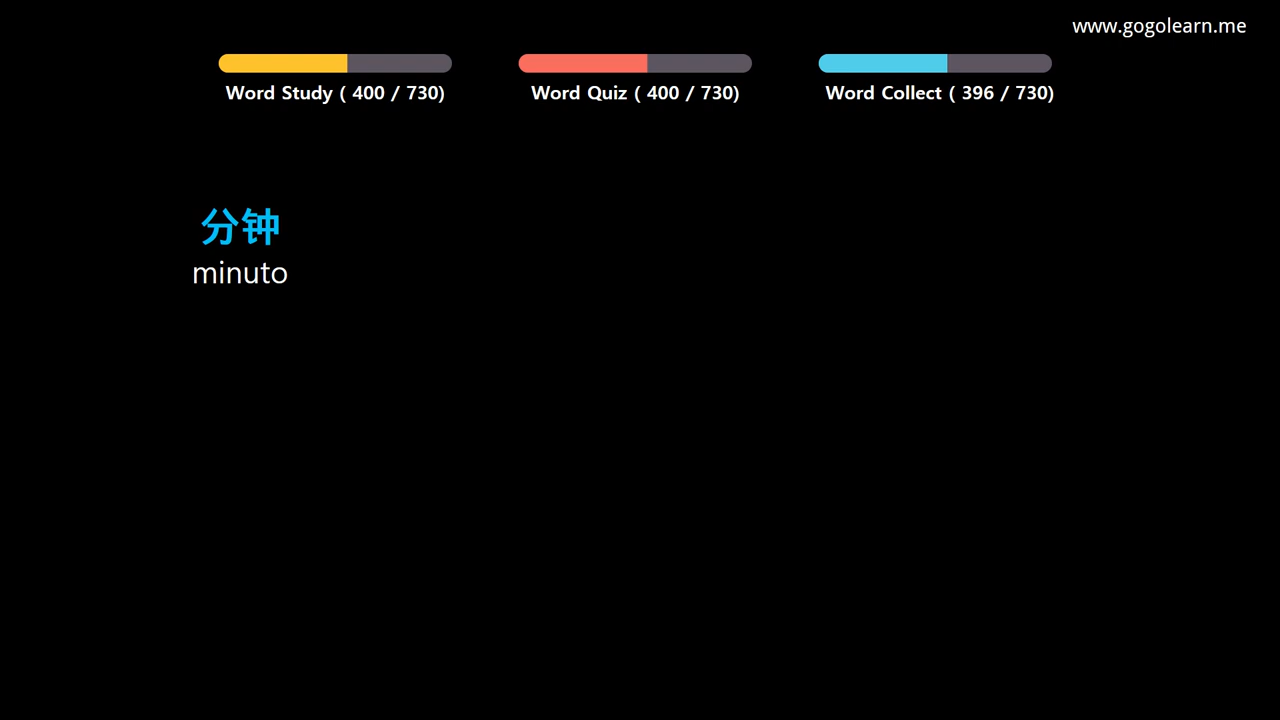 www.gogolearn.me
Word Study ( 400 / 730)
Word Quiz ( 400 / 730)
Word Collect ( 396 / 730)
分钟
minuto